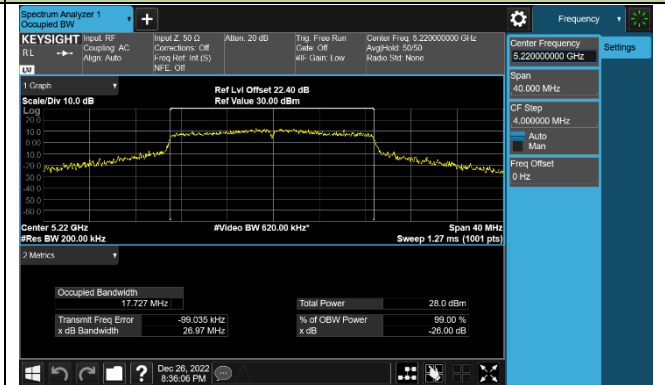 Spectrum Analyzer 1
Occupied BW
Frequency
KEYSIGHT
RL
LXI
Input: RF
Coupling: AC
Align: Auto
Input Z: 50 Ω
Corrections: Off
Freq Ref: Int (S)
NFE: Off
Atten: 20 dB
Trig: Free Run
Gate: Off
#IF Gain: Low
Center Freq: 5.220000000 GHz
Avg|Hold: 50/50
Radio Std: None
Center Frequency
5.220000000 GHz
Settings
Span
40.000 MHz
CF Step
4.000000 MHz
Auto
Man
Freq Offset
0 Hz
1 Graph
Scale/Div 10.0 dB
Ref Lvl Offset 22.40 dB
Ref Value 30.00 dBm
Log
20.0
10.0
0.00
-10.0
-20.0
-30.0
-40.0
-50.0
-60.0
Center 5.22 GHz
#Res BW 200.00 kHz
#Video BW 620.00 kHz*
Span 40 MHz
Sweep 1.27 ms (1001 pts)
2 Metrics
Occupied Bandwidth
17.727 MHz
Total Power
28.0 dBm
Transmit Freq Error
-99.035 kHz
% of OBW Power
99.00 %
x dB Bandwidth
26.97 MHz
x dB
-26.00 dB
?
Dec 26, 2022
8:36:06 PM